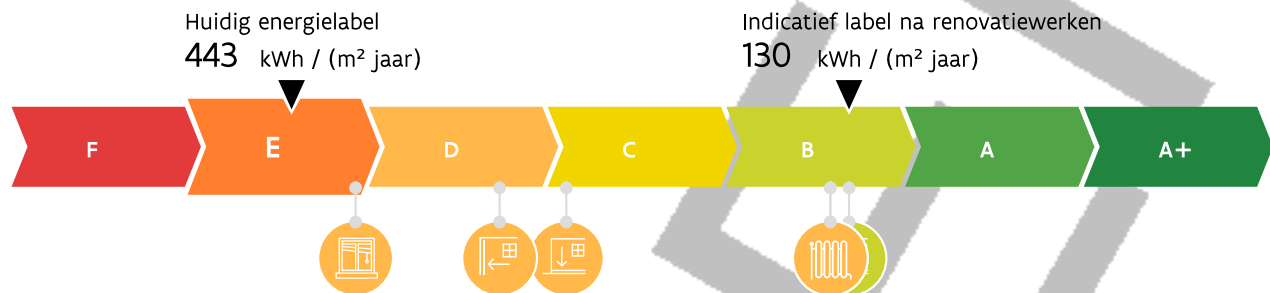 Huidig energielabel
443 kWh / (m² jaar)
Indicatief label na renovatiewerken
130 kWh / (m² jaar)
F E D C B A A+